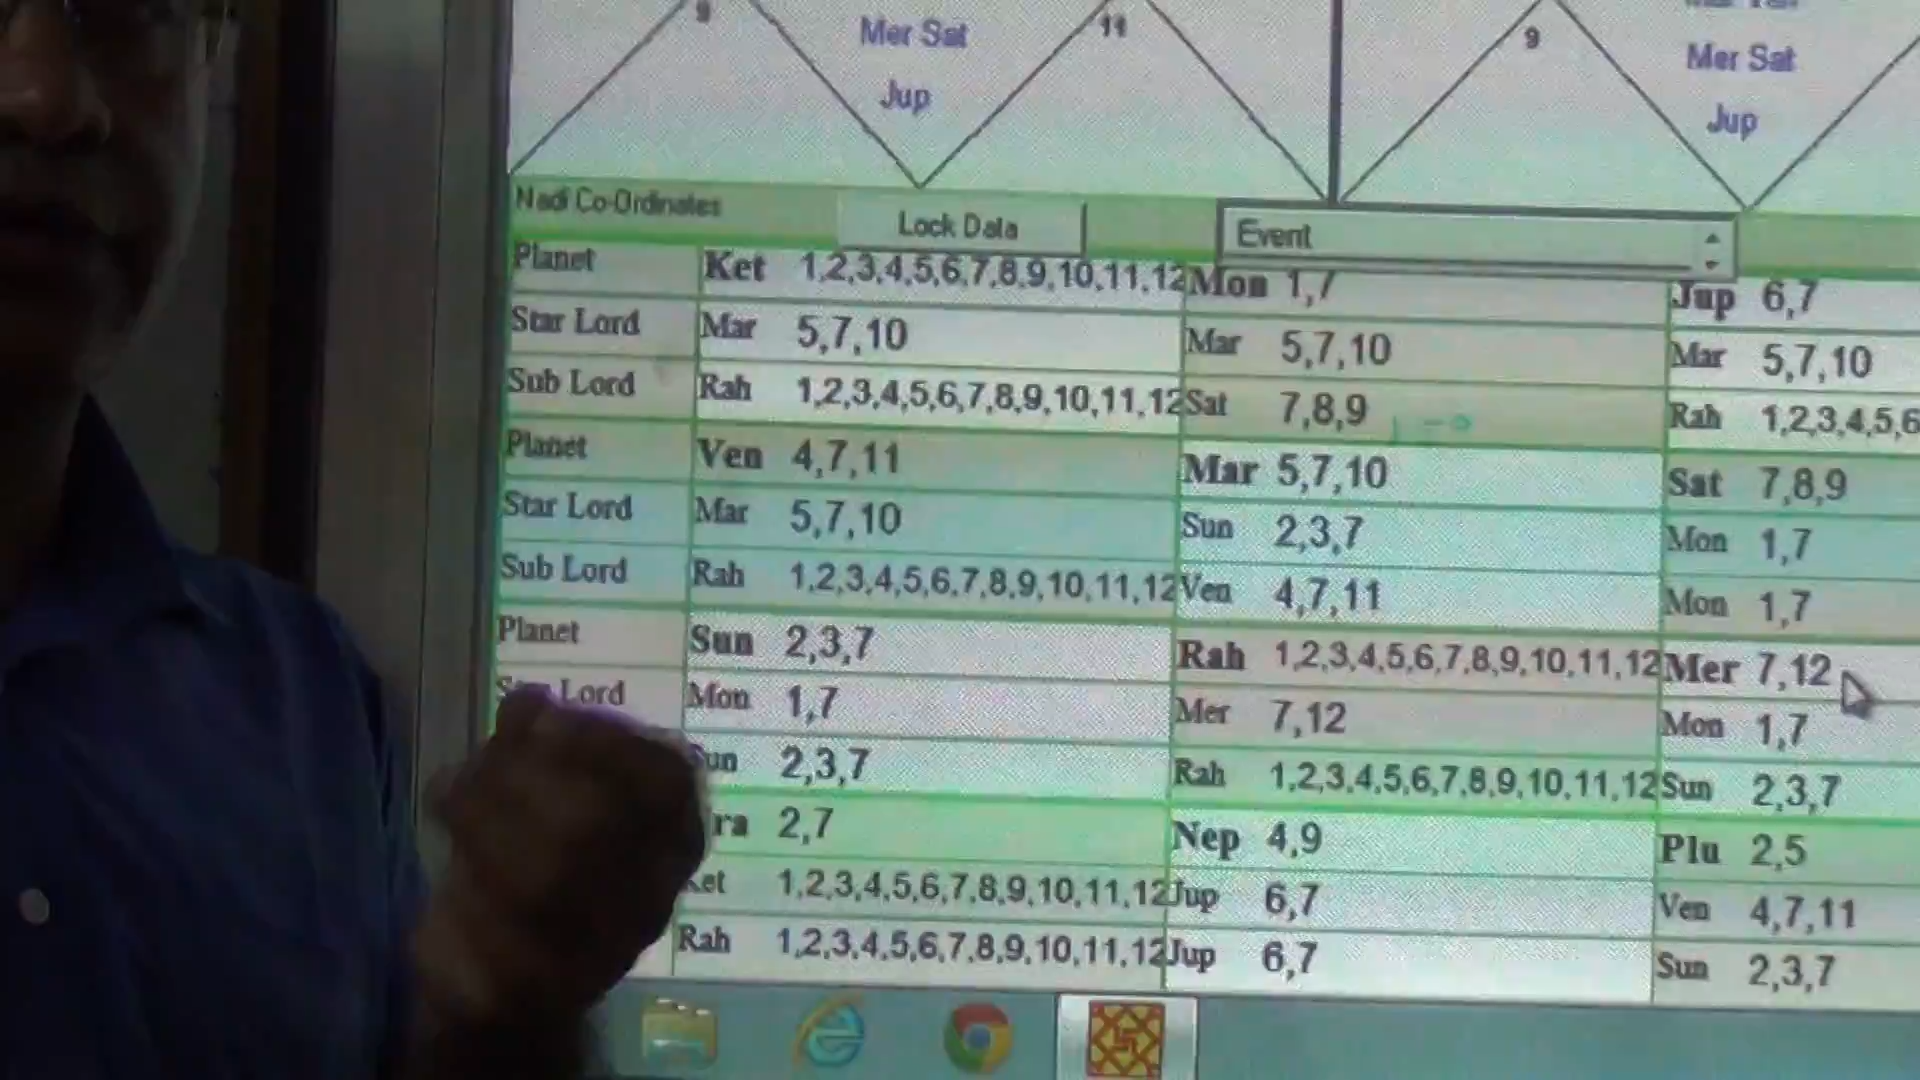 9
Mer Sat
Jup
11
9
Mer Sat
Jup
Nadi Co-Ordinates
Lock Data
Event
Planet Ket 1,2,3,4,5,6,7,8,9,10,11,12 Mon 1,7 Jup 6,7
Star Lord Mar 5,7,10 Mar 5,7,10 Mar 5,7,10
Sub Lord Rah 1,2,3,4,5,6,7,8,9,10,11,12 Sat 7,8,9 Rah 1,2,3,4,5,6
Planet Ven 4,7,11 Mar 5,7,10 Sat 7,8,9
Star Lord Mar 5,7,10 Sun 2,3,7 Mon 1,7
Sub Lord Rah 1,2,3,4,5,6,7,8,9,10,11,12 Ven 4,7,11 Mon 1,7
Planet Sun 2,3,7 Rah 1,2,3,4,5,6,7,8,9,10,11,12 Mer 7,12
Lord Mon 1,7 Mer 7,12 Mon 1,7
un 2,3,7 Rah 1,2,3,4,5,6,7,8,9,10,11,12 Sun 2,3,7
ra 2,7 Nep 4,9 Plu 2,5
Ket 1,2,3,4,5,6,7,8,9,10,11,12 Jup 6,7 Ven 4,7,11
Rah 1,2,3,4,5,6,7,8,9,10,11,12 Jup 6,7 Sun 2,3,7